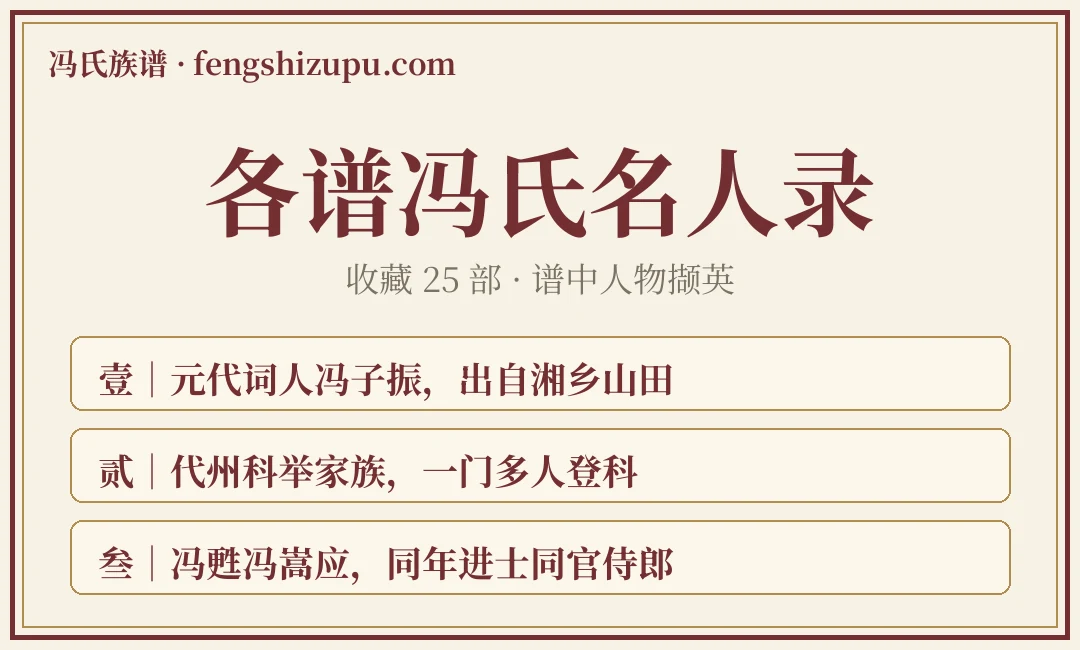 冯氏族谱 · fengshizupu.com
各谱冯氏名人录
收藏 25 部 · 谱中人物撷英
壹｜元代词人冯子振，出自湘乡山田
贰｜代州科举家族，一门多人登科
叁｜冯甦冯嵩应，同年进士同官侍郎